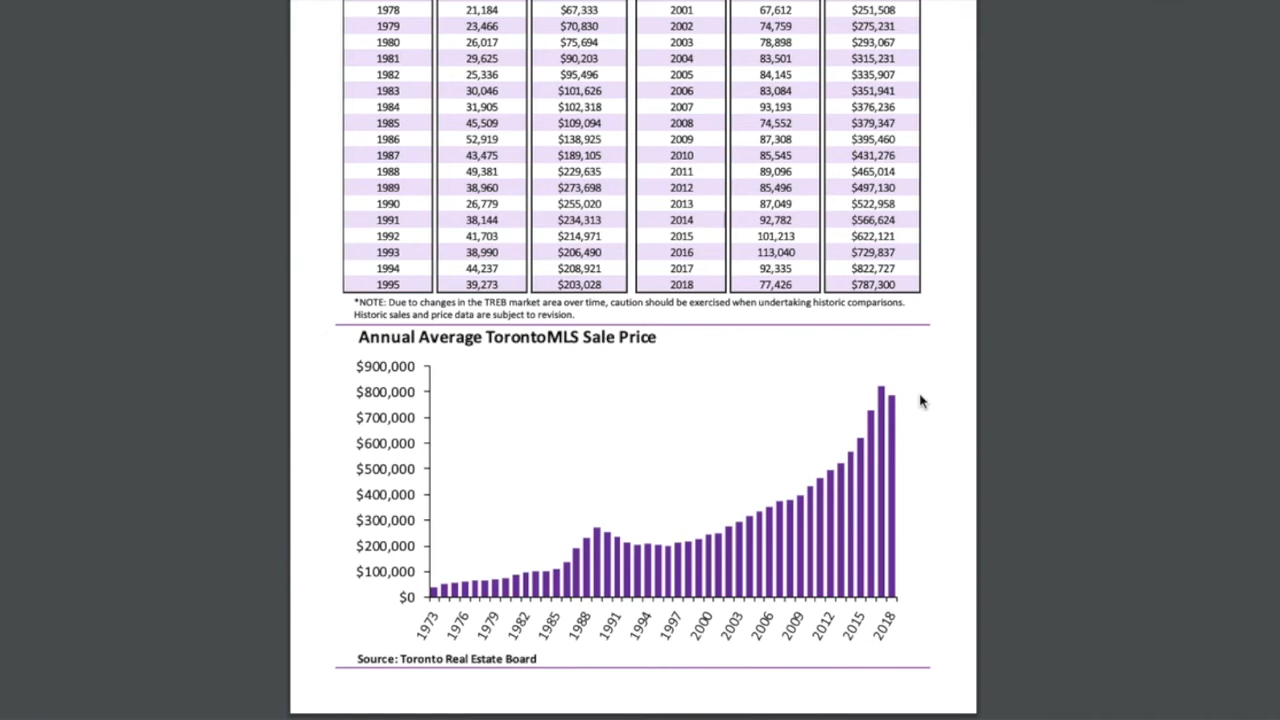 1978 21,184 $67,333 2001 67,612 $251,508
1979 23,466 $70,830 2002 74,759 $275,231
1980 26,017 $75,694 2003 78,898 $293,067
1981 29,625 $90,203 2004 83,501 $315,231
1982 25,336 $95,496 2005 84,145 $335,907
1983 30,046 $101,626 2006 83,084 $351,941
1984 31,905 $102,318 2007 93,193 $376,236
1985 45,509 $109,094 2008 74,552 $379,347
1986 52,919 $138,925 2009 87,308 $395,460
1987 43,475 $189,105 2010 85,545 $431,276
1988 49,381 $229,635 2011 89,096 $465,014
1989 38,960 $273,698 2012 85,496 $497,130
1990 26,779 $255,020 2013 87,049 $522,958
1991 38,144 $234,313 2014 92,782 $566,624
1992 41,703 $214,971 2015 101,213 $622,121
1993 38,990 $206,490 2016 113,040 $729,837
1994 44,237 $208,921 2017 92,335 $822,727
1995 39,273 $203,028 2018 77,426 $787,300
*NOTE: Due to changes in the TREB market area over time, caution should be exercised when undertaking historic comparisons.
Historic sales and price data are subject to revision.
Annual Average TorontoMLS Sale Price
$900,000
$800,000
$700,000
$600,000
$500,000
$400,000
$300,000
$200,000
$100,000
$0
1973 1976 1979 1982 1985 1988 1991 1994 1997 2000 2003 2006 2009 2012 2015 2018
Source: Toronto Real Estate Board